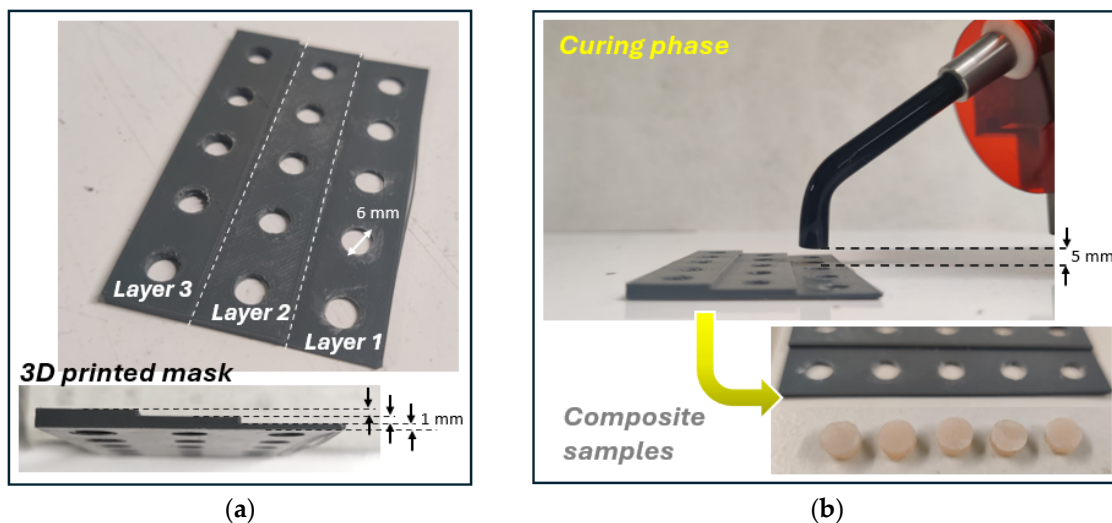 6 mm
Layer 3
Layer 2
Layer 1
3D printed mask
1 mm
(a)
Curing phase
5 mm
Composite
samples
(b)